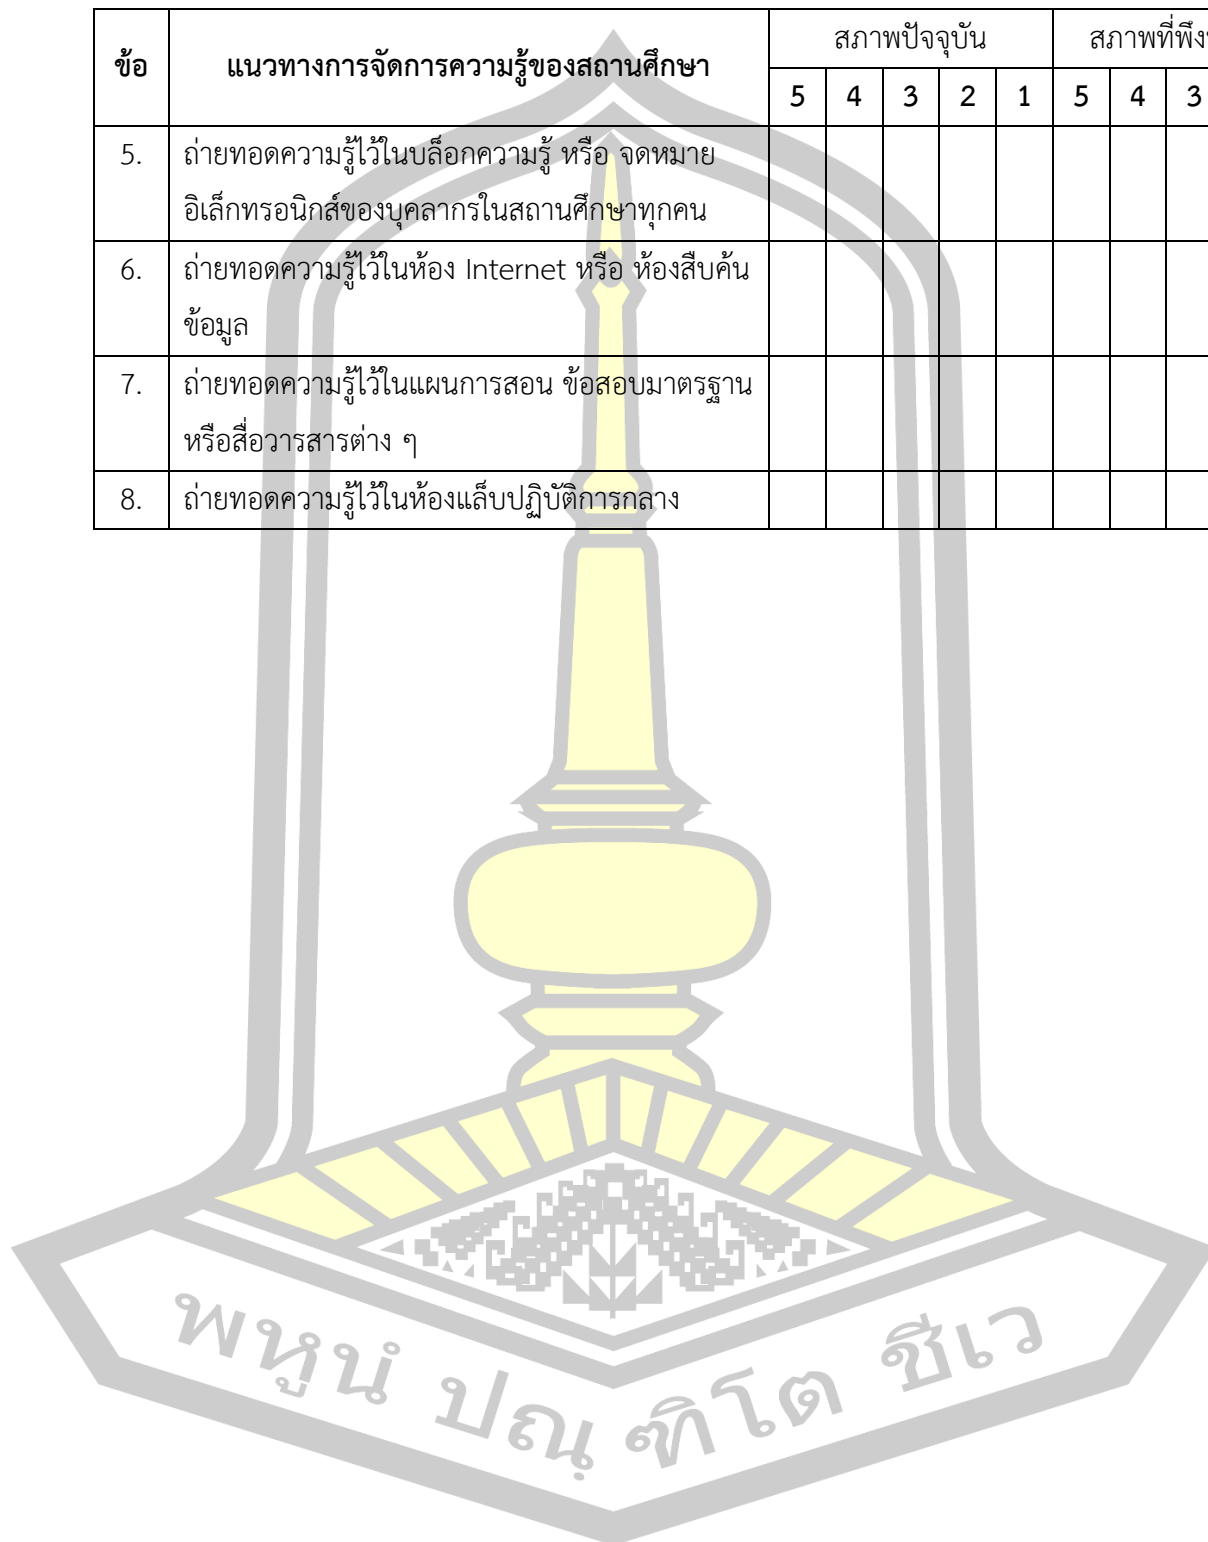 ข้อ แนวทางการจัดการความรู้ของสถานศึกษา สภาพปัจจุบัน
5 4 3 2 1 5 4 3
5. ถ่ายทอดความรู้ไว้ในบล็อกความรู้ หรือ จดหมาย
อิเล็กทรอนิกส์ของบุคลากรในสถานศึกษาทุกคน
6. ถ่ายทอดความรู้ไว้ในห้อง Internet หรือ ห้องสืบค้น
ข้อมูล
7. ถ่ายทอดความรู้ไว้ในแผนการสอน ข้อสอบมาตรฐาน
หรือสื่อวารสารต่าง ๆ
8. ถ่ายทอดความรู้ไว้ในห้องแล็บปฏิบัติการกลาง
พหูนํ ปณฺฑิโต ชีเว